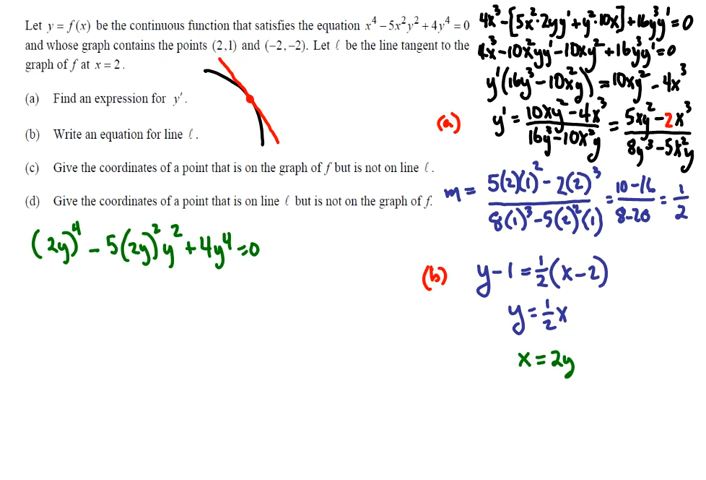 Let y = f(x) be the continuous function that satisfies the equation x⁴ − 5x²y² + 4y⁴ = 0
and whose graph contains the points (2,1) and (−2,−2). Let ℓ be the line tangent to the
graph of f at x = 2.
(a) Find an expression for y′.
(b) Write an equation for line ℓ.
(c) Give the coordinates of a point that is on the graph of f but is not on line ℓ.
(d) Give the coordinates of a point that is on line ℓ but is not on the graph of f.
(2y)⁴ − 5(2y)²y² + 4y⁴ = 0
4x³ − [5x²·2yy′ + y²·10x] + 16y³y′ = 0
4x³ − 10x²yy′ − 10xy² + 16y³y′ = 0
y′(16y³ − 10x²y) = 10xy² − 4x³
(a) y′ = (10xy² − 4x³)/(16y³ − 10x²y) = (5xy² − 2x³)/(8y³ − 5x²y)
m = (5(2)(1)² − 2(2)³)/(8(1)³ − 5(2)²(1)) = (10 − 16)/(8 − 20) = 1/2
(b) y − 1 = ½(x − 2)
y = ½x
x = 2y